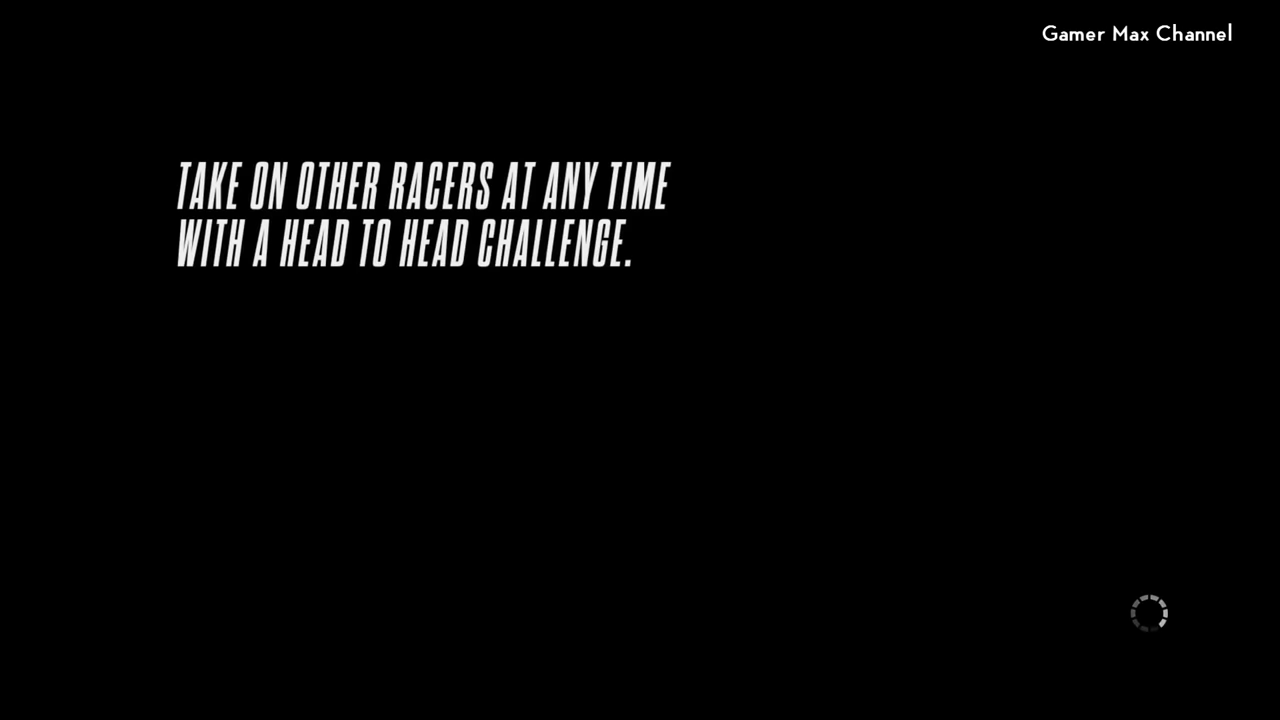 Gamer Max Channel
TAKE ON OTHER RACERS AT ANY TIME
WITH A HEAD TO HEAD CHALLENGE.